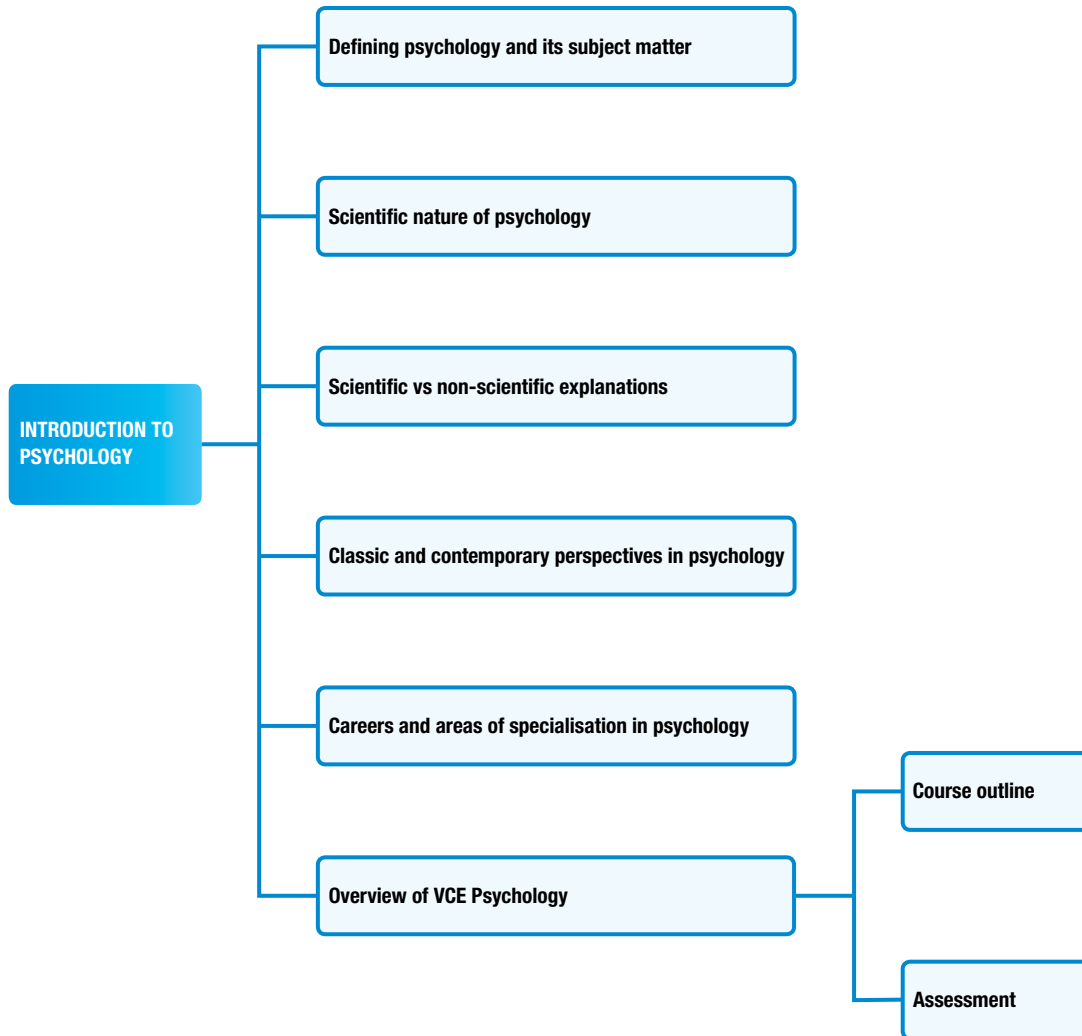 Defining psychology and its subject matter
Scientific nature of psychology
Scientific vs non-scientific explanations
INTRODUCTION TO
PSYCHOLOGY
Classic and contemporary perspectives in psychology
Careers and areas of specialisation in psychology
Course outline
Overview of VCE Psychology
Assessment